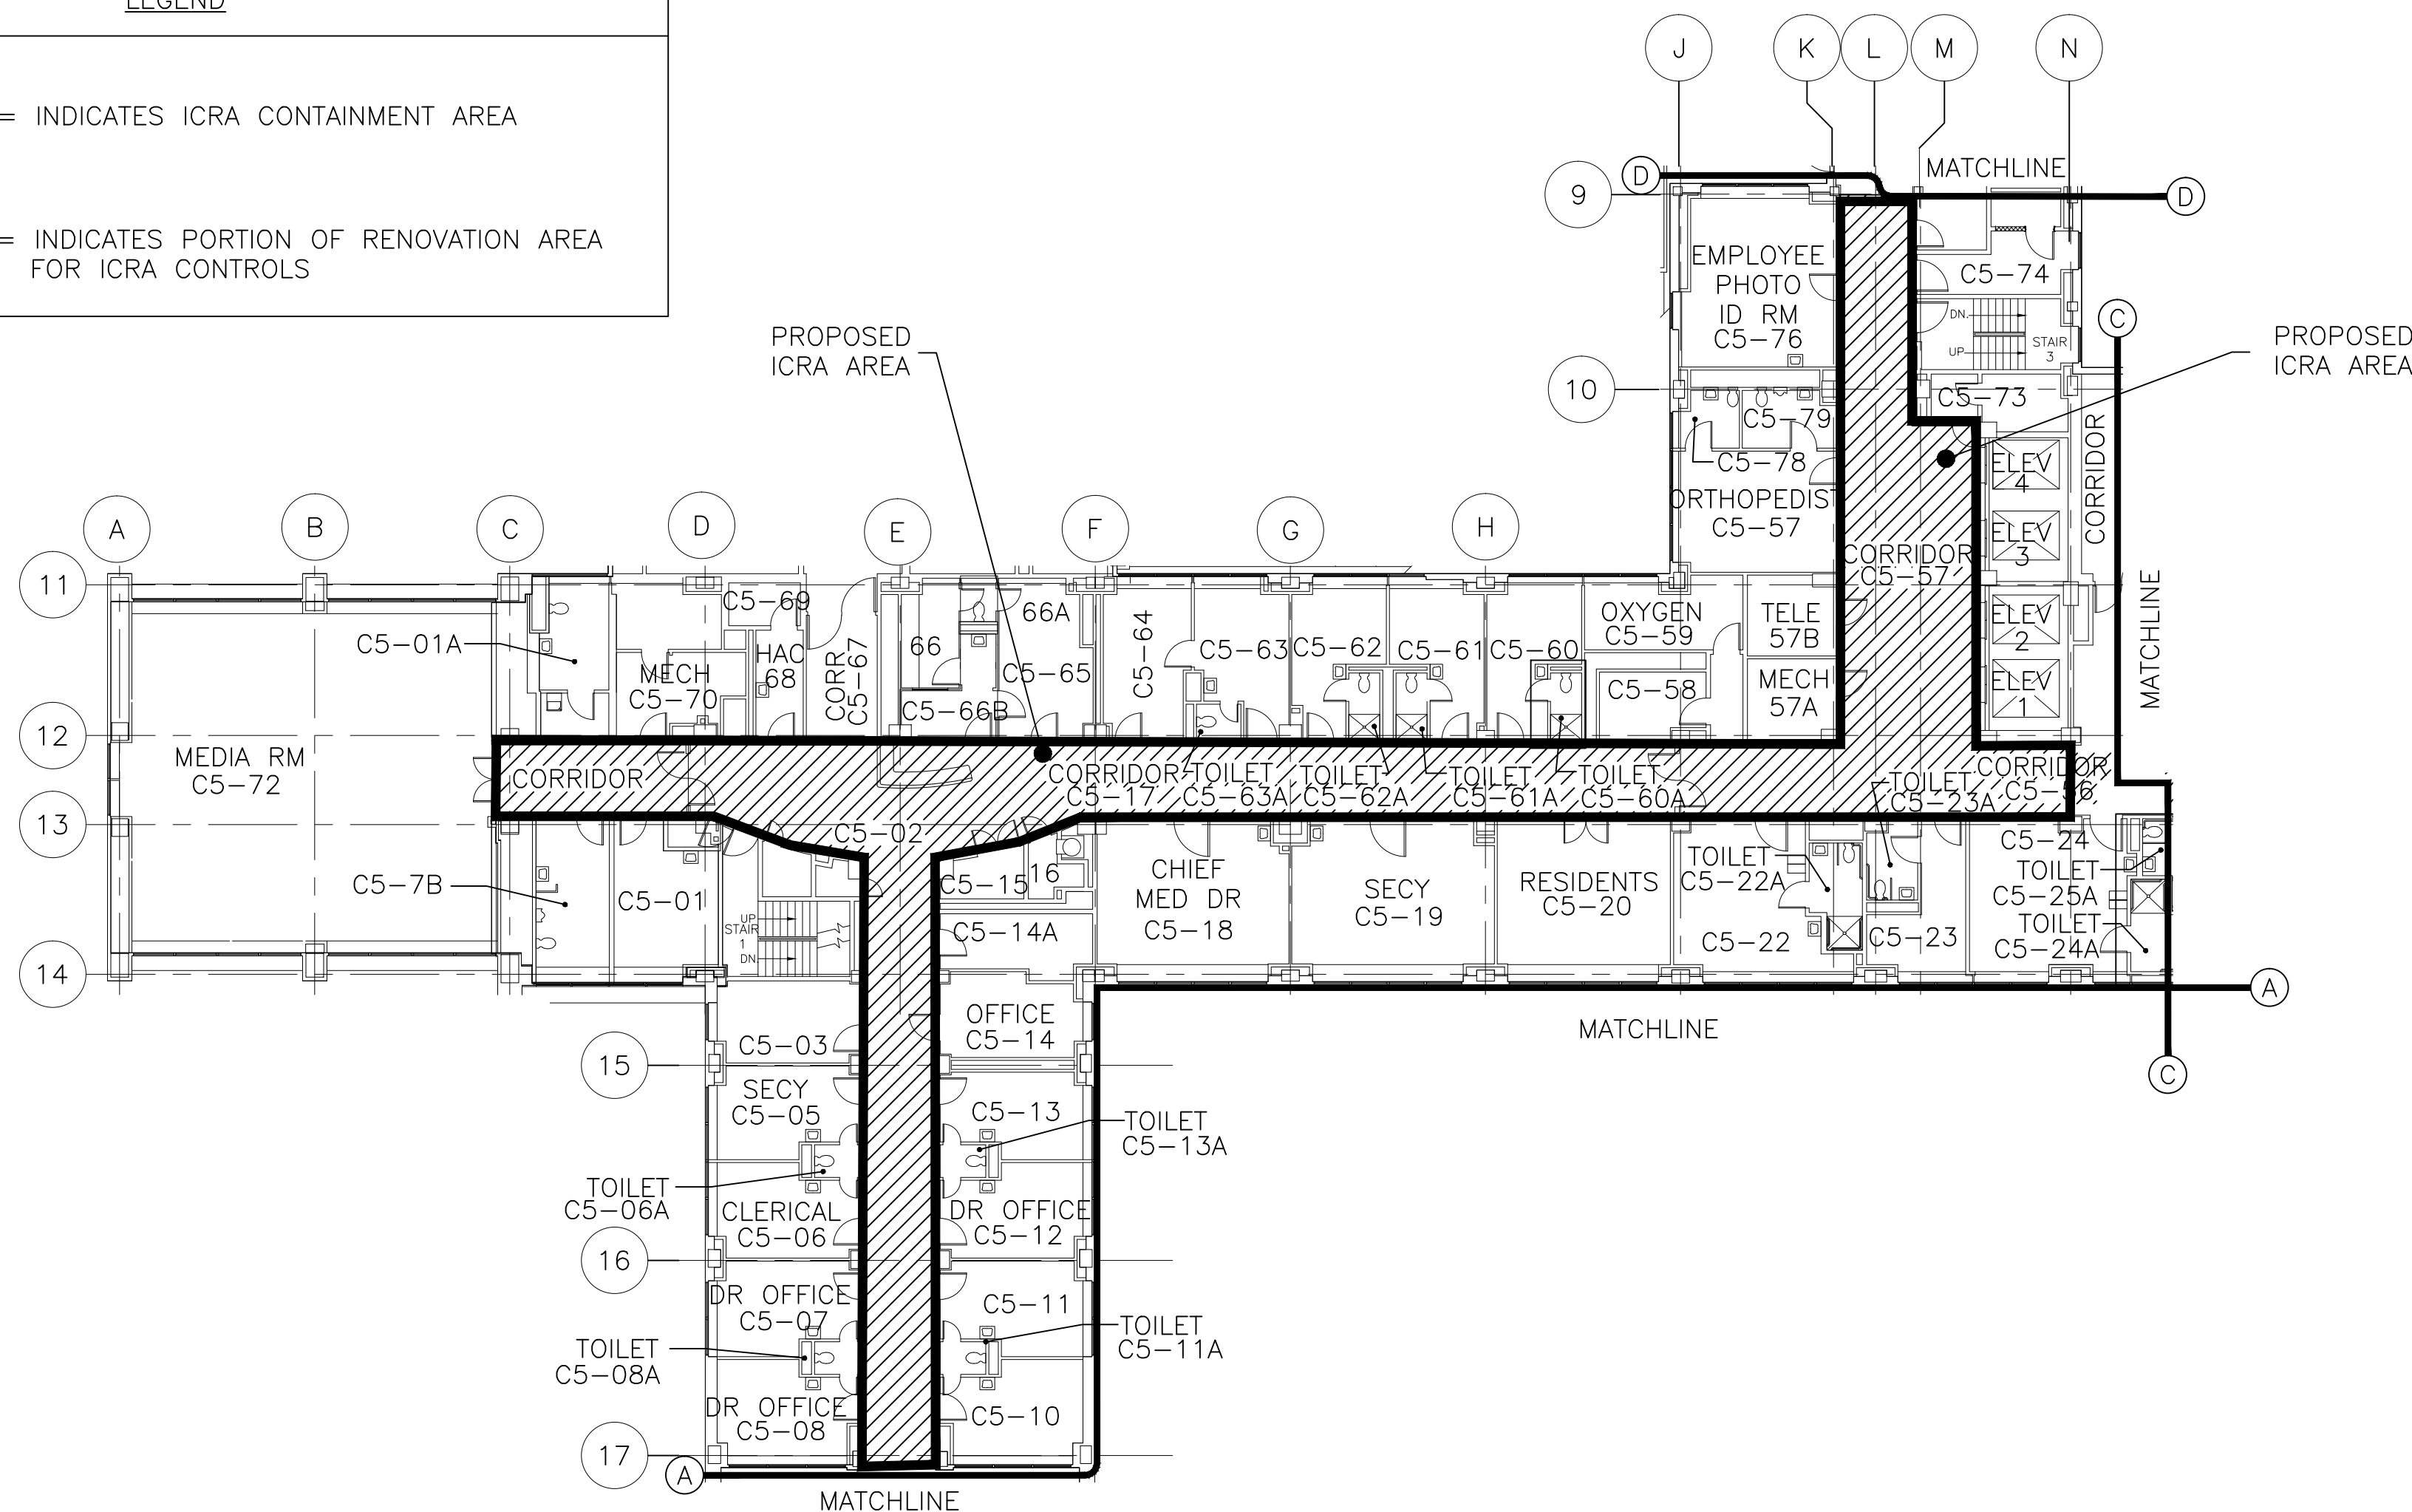 LEGEND
= INDICATES ICRA CONTAINMENT AREA
= INDICATES PORTION OF RENOVATION AREA
FOR ICRA CONTROLS
J
K
L
M
N
MATCHLINE
D
D
9
EMPLOYEE
PHOTO
ID RM
C5-76
C5-74
DN.
UP
STAIR
3
C
PROPOSED
ICRA AREA
PROPOSED
ICRA AREA
10
C5-79
C5-73
C5-78
ORTHOPEDIST
C5-57
CORRIDOR
C5-57
ELEV
4
ELEV
3
ELEV
2
ELEV
1
CORRIDOR
MATCHLINE
A
B
C
D
E
F
G
H
11
C5-01A
C5-69
MECH
C5-70
HAC
68
CORR
C5-67
66
66A
C5-65
C5-66B
C5-64
C5-63
C5-62
C5-61
C5-60
OXYGEN
C5-59
C5-58
TELE
57B
MECH
57A
12
MEDIA RM
C5-72
CORRIDOR
CORRIDOR
C5-17
TOILET
C5-63A
TOILET
C5-62A
TOILET
C5-61A
TOILET
C5-60A
TOILET
C5-23A
CORRIDOR
C5-56
13
C5-02
C5-7B
C5-01
UP
STAIR
1
DN.
C5-15
16
C5-14A
CHIEF
MED DR
C5-18
SECY
C5-19
RESIDENTS
C5-20
TOILET
C5-22A
C5-22
C5-23
C5-24
TOILET
C5-25A
TOILET
C5-24A
14
A
MATCHLINE
C
C5-03
OFFICE
C5-14
15
SECY
C5-05
C5-13
TOILET
C5-13A
TOILET
C5-06A
CLERICAL
C5-06
DR OFFICE
C5-12
16
DR OFFICE
C5-07
C5-11
TOILET
C5-11A
TOILET
C5-08A
DR OFFICE
C5-08
C5-10
17
A
MATCHLINE